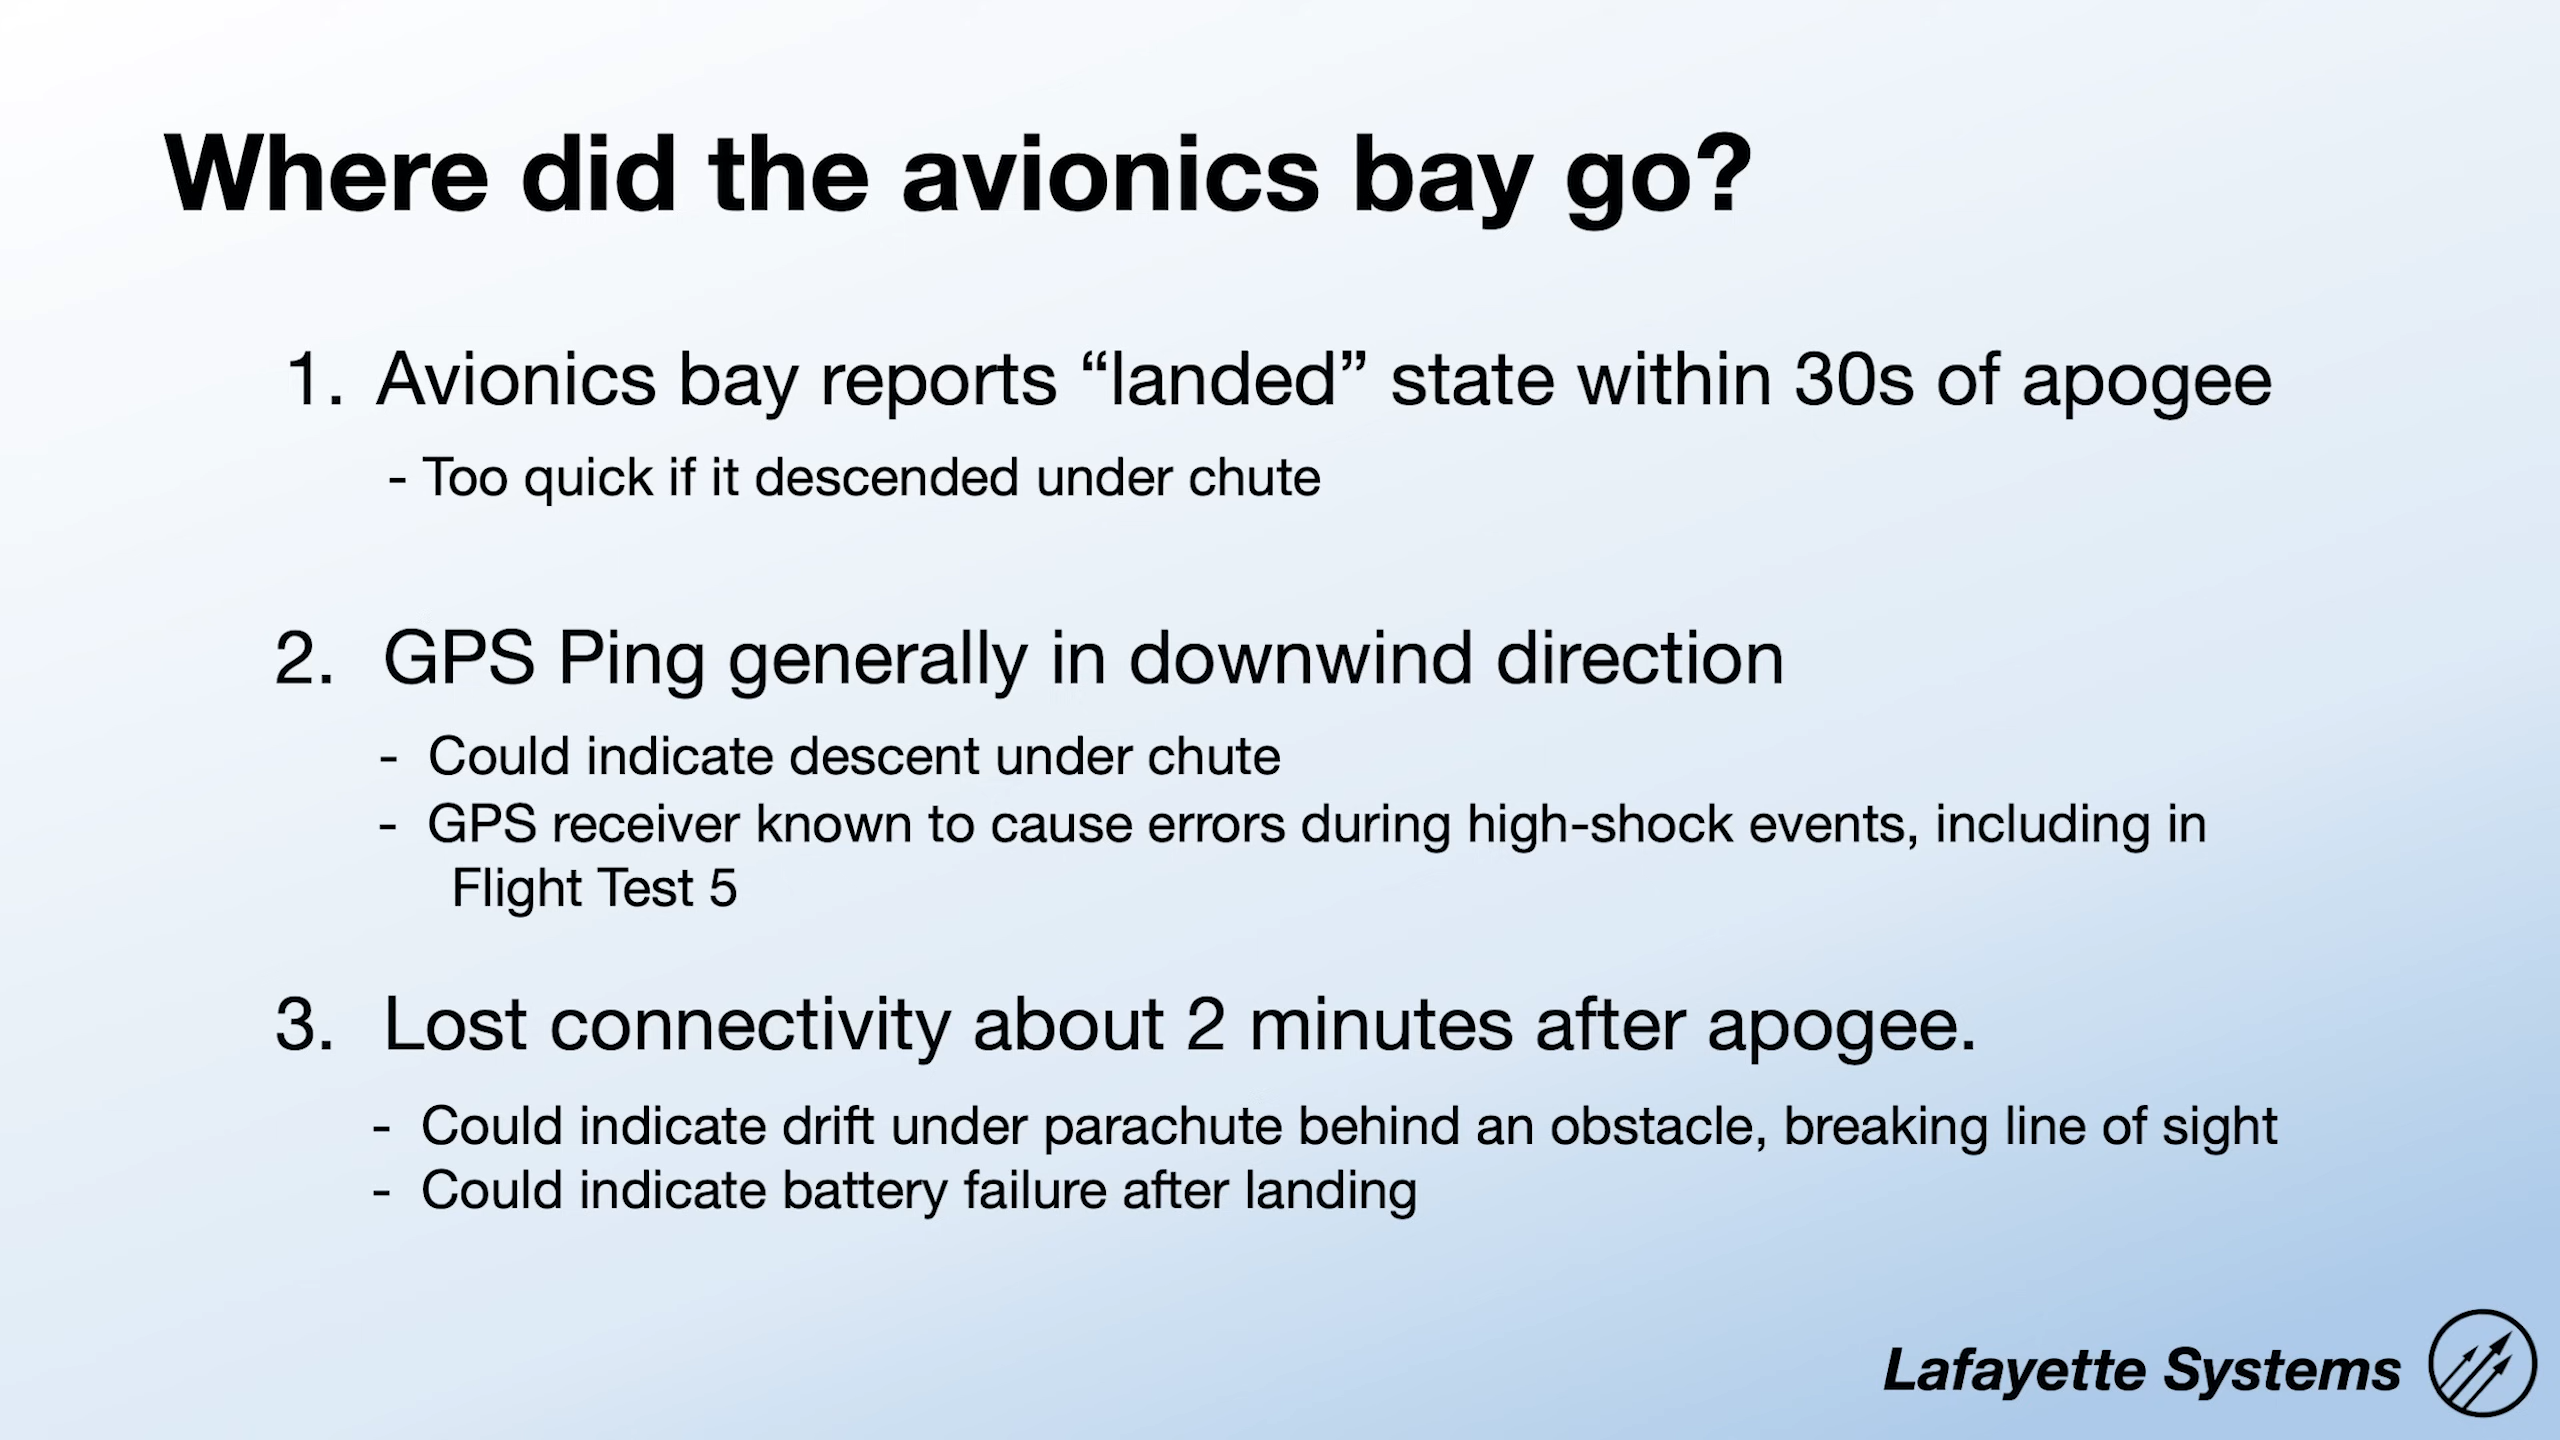 Where did the avionics bay go?
1. Avionics bay reports “landed” state within 30s of apogee
- Too quick if it descended under chute
2. GPS Ping generally in downwind direction
- Could indicate descent under chute
- GPS receiver known to cause errors during high-shock events, including in
Flight Test 5
3. Lost connectivity about 2 minutes after apogee.
- Could indicate drift under parachute behind an obstacle, breaking line of sight
- Could indicate battery failure after landing
Lafayette Systems